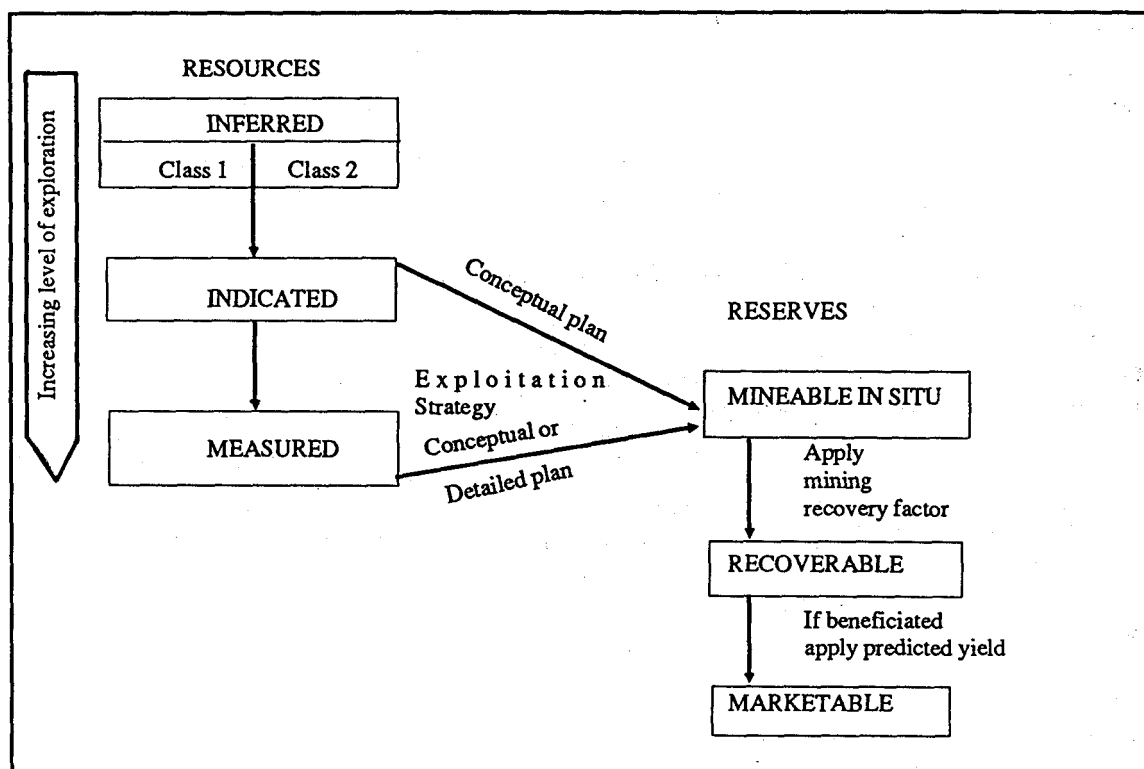 Increasing level of exploration
RESOURCES
INFERRED
Class 1 Class 2
INDICATED
MEASURED
Conceptual plan
E x p l o i t a t i o n
Strategy
Conceptual or
Detailed plan
RESERVES
MINEABLE IN SITU
Apply
mining
recovery factor
RECOVERABLE
If beneficiated
apply predicted yield
MARKETABLE